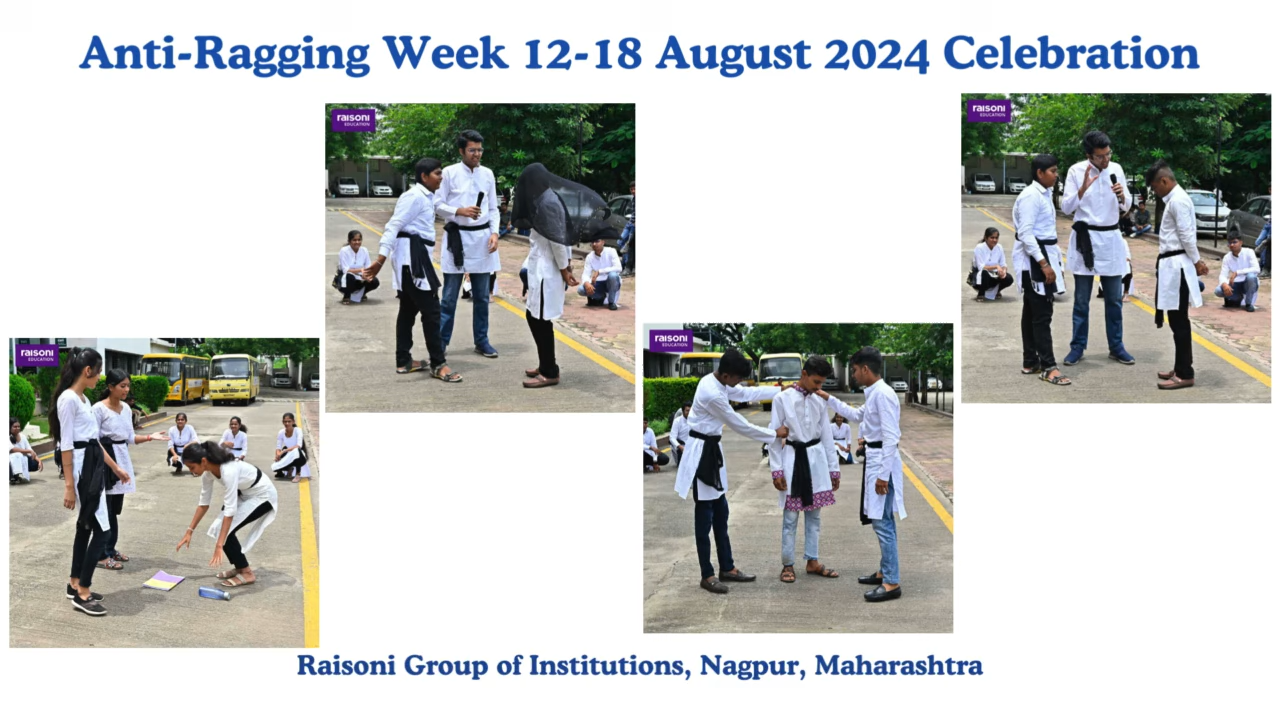 Anti-Ragging Week 12-18 August 2024 Celebration
raisoni
EDUCATION
raisoni
EDUCATION
raisoni
EDUCATION
raisoni
EDUCATION
Raisoni Group of Institutions, Nagpur, Maharashtra